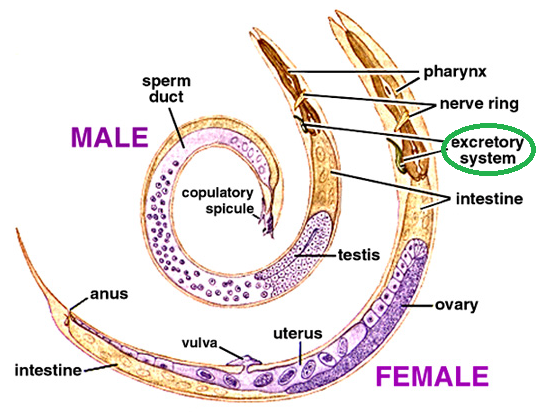 pharynx
sperm
duct
nerve ring
MALE
excretory
system
copulatory
spicule
intestine
testis
anus
ovary
vulva
uterus
intestine
FEMALE